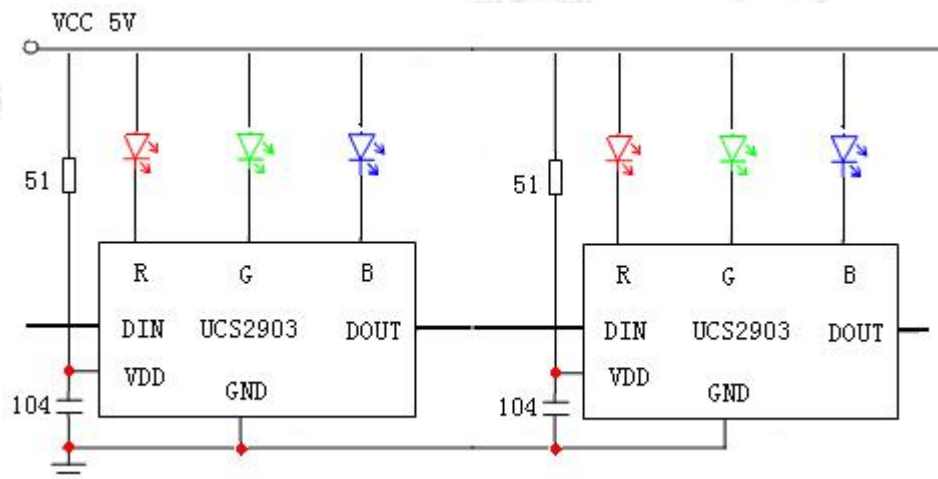 VCC 5V
51
51
R G B
R G B
DIN UCS2903 DOUT
DIN UCS2903 DOUT
VDD
VDD
GND
GND
104
104